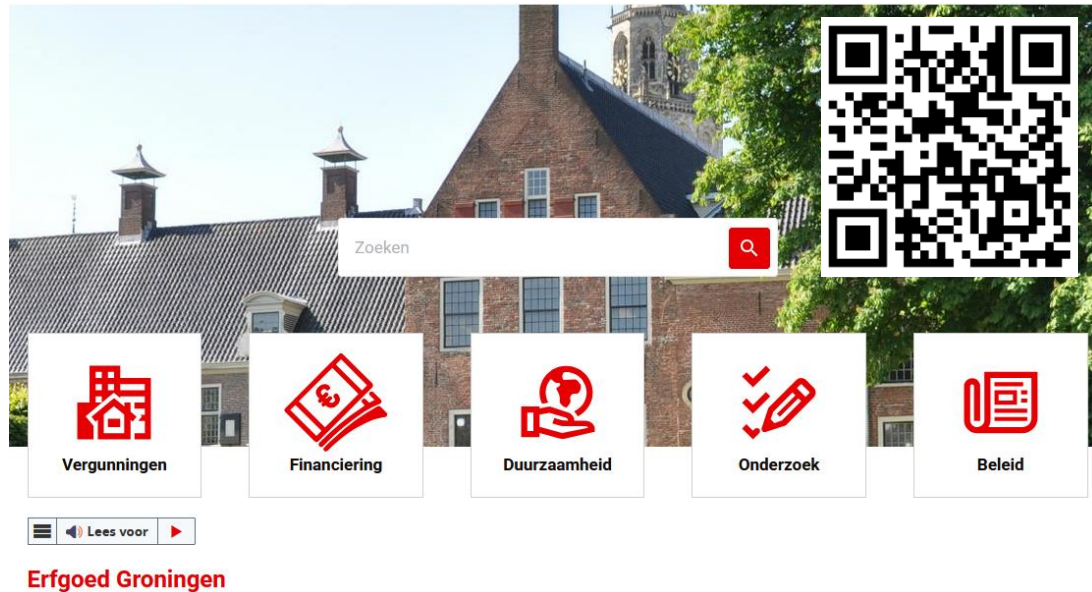 Zoeken
Vergunningen
Financiering
Duurzaamheid
Onderzoek
Beleid
Lees voor
Erfgoed Groningen